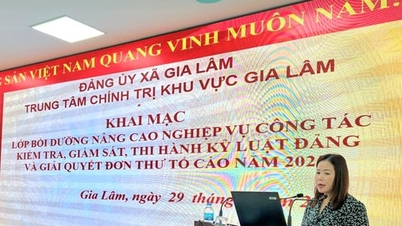 SẢN VIỆT NAM QUANG VINH MUÔN NĂM
ĐẢNG ỦY XÃ GIA LÂM
TRUNG TÂM CHÍNH TRỊ KHU VỰC GIA LÂM
KHAI MẠC
LỚP BỒI DƯỠNG NÂNG CAO NGHIỆP VỤ CÔNG TÁC
KIỂM TRA, GIÁM SÁT, THI HÀNH KỶ LUẬT ĐẢNG
VÀ GIẢI QUYẾT ĐƠN THƯ TỐ CÁO NĂM 202
Gia Lâm, ngày 29 tháng